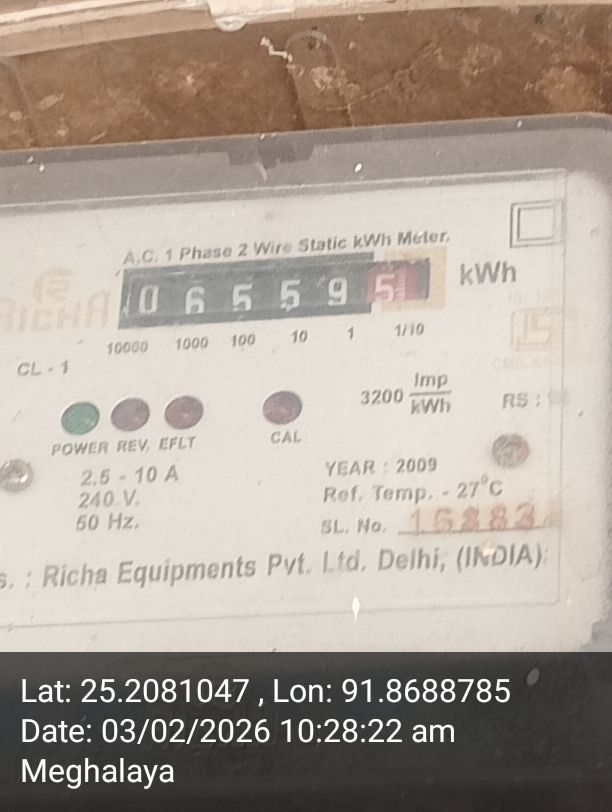 A.C. 1 Phase 2 Wire Static kWh Meter.
0 6 5 5 9 5 kWh
RICHA
10000 1000 100 10 1 1/10
CL - 1
3200 Imp/kWh RS :
POWER REV. EFLT CAL
2.5 - 10 A YEAR : 2009
240 V. Ref. Temp. - 27°C
50 Hz. SL. No. 16883
s. : Richa Equipments Pvt. Ltd. Delhi, (INDIA).
Lat: 25.2081047 , Lon: 91.8688785
Date: 03/02/2026 10:28:22 am
Meghalaya